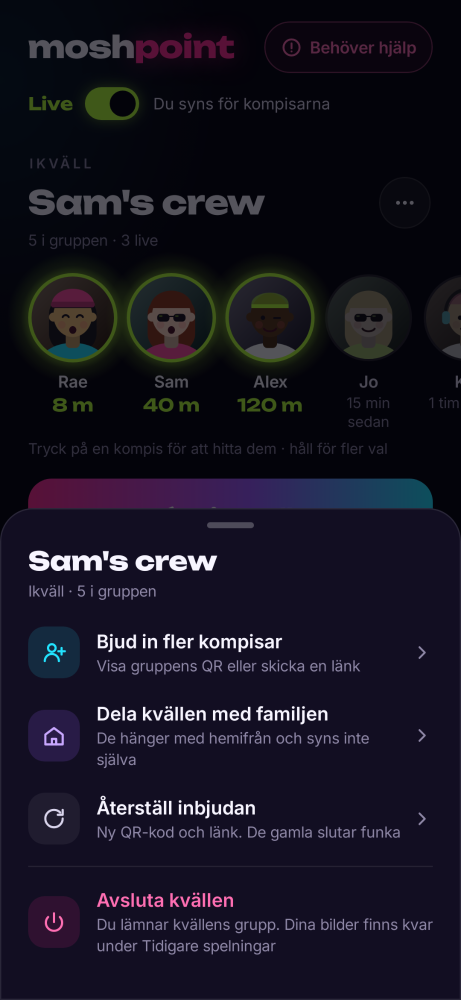 moshpoint
Behöver hjälp
Live
Du syns för kompisarna
IKVÄLL
Sam's crew
5 i gruppen · 3 live
Rae
Sam
Alex
Jo
8 m
40 m
120 m
15 min
sedan
1 tim
Tryck på en kompis för att hitta dem · håll för fler val
Sam's crew
Ikväll · 5 i gruppen
Bjud in fler kompisar
Visa gruppens QR eller skicka en länk
Dela kvällen med familjen
De hänger med hemifrån och syns inte
själva
Återställ inbjudan
Ny QR-kod och länk. De gamla slutar funka
Avsluta kvällen
Du lämnar kvällens grupp. Dina bilder finns kvar
under Tidigare spelningar